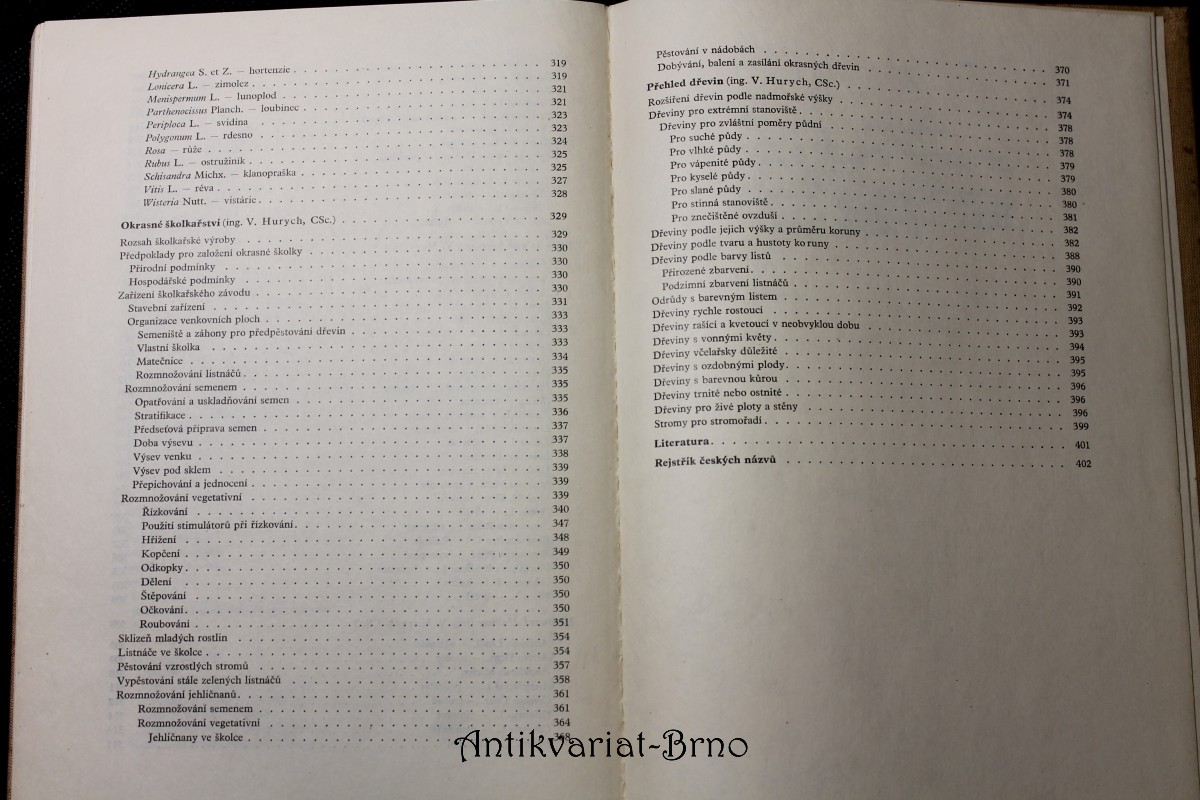 Hydrangea S. et Z. — hortenzie 319
Lonicera L. — zimolez 319
Menispermum L. — lunoplod 321
Parthenocissus Planch. — loubinec 321
Periploca L. — svidina 323
Polygonum L. — rdesno 323
Rosa — růže 324
Rubus L. — ostružiník 325
Schisandra Michx. — klanopraška 325
Vitis L. — réva 327
Wisteria Nutt. — vistárie 328
Okrasné školkařství (ing. V. Hurych, CSc.) 329
Rozsah školkařské výroby 329
Předpoklady pro založení okrasné školky 330
Přírodní podmínky 330
Hospodářské podmínky 330
Zařízení školkařského závodu 330
Stavební zařízení 331
Organizace venkovních ploch 333
Semeniště a záhony pro předpěstování dřevin 333
Vlastní školka 333
Matečnice 334
Rozmnožování listnáčů 335
Rozmnožování semenem 335
Opatřování a uskladňování semen 335
Stratifikace 336
Předseťová příprava semen 337
Doba výsevu 337
Výsev venku 338
Výsev pod sklem 339
Přepichování a jednocení 339
Rozmnožování vegetativní 339
Řízkování 340
Použití stimulátorů při řízkování 347
Hřížení 348
Kopčení 349
Odkopky 350
Dělení 350
Štěpování 350
Očkování 350
Roubování 351
Sklizeň mladých rostlin 354
Listnáče ve školce 354
Pěstování vzrostlých stromů 357
Vypěstování stále zelených listnáčů 358
Rozmnožování jehličnanů 361
Rozmnožování semenem 361
Rozmnožování vegetativní 364
Jehličnany ve školce 368
Pěstování v nádobách 370
Dobývání, balení a zasílání okrasných dřevin 371
Přehled dřevin (ing. V. Hurych, CSc.) 374
Rozšíření dřevin podle nadmořské výšky 374
Dřeviny pro extrémní stanoviště 378
Dřeviny pro zvláštní poměry půdní 378
Pro suché půdy 378
Pro vlhké půdy 379
Pro vápenité půdy 379
Pro kyselé půdy 380
Pro slané půdy 380
Pro stinná stanoviště 381
Pro znečištěné ovzduší 382
Dřeviny podle jejich výšky a průměru koruny 382
Dřeviny podle tvaru a hustoty koruny 388
Dřeviny podle barvy listů 390
Přirozené zbarvení 390
Podzimní zbarvení listnáčů 391
Odrůdy s barevným listem 392
Dřeviny rychle rostoucí 393
Dřeviny rašící a kvetoucí v neobvyklou dobu 393
Dřeviny s vonnými květy 394
Dřeviny včelařsky důležité 395
Dřeviny s ozdobnými plody 395
Dřeviny s barevnou kůrou 396
Dřeviny trnité nebo ostnité 396
Dřeviny pro živé ploty a stěny 396
Stromy pro stromořadí 399
Literatura 401
Rejstřík českých názvů 402
Antikvariat-Brno